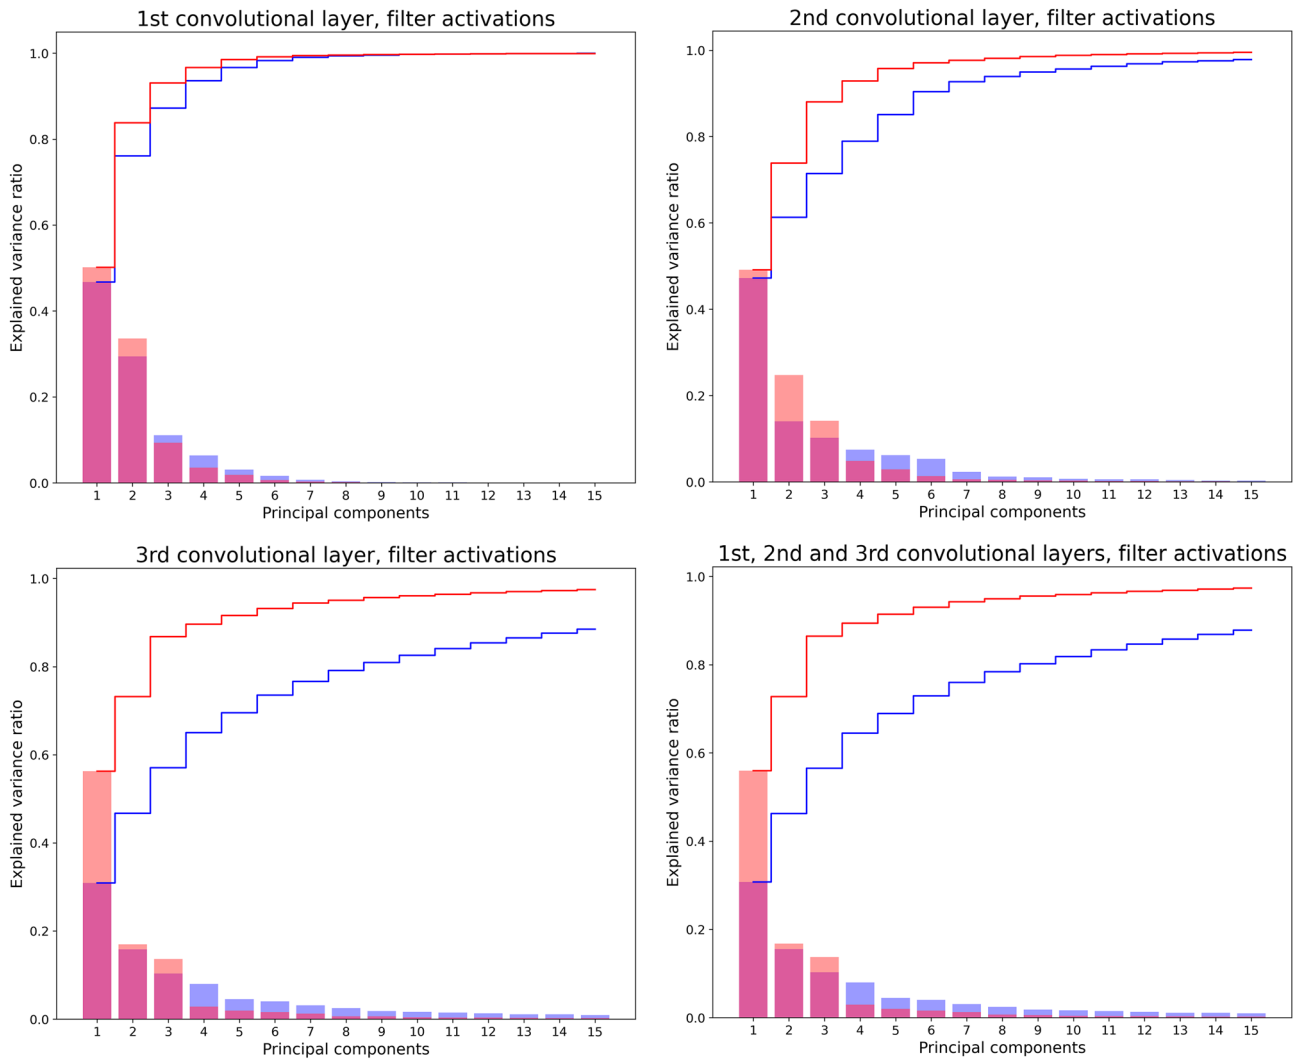 1st convolutional layer, filter activations
Explained variance ratio
1.0
0.8
0.6
0.4
0.2
0.0
1 2 3 4 5 6 7 8 9 10 11 12 13 14 15
Principal components
2nd convolutional layer, filter activations
Explained variance ratio
1.0
0.8
0.6
0.4
0.2
0.0
1 2 3 4 5 6 7 8 9 10 11 12 13 14 15
Principal components
3rd convolutional layer, filter activations
Explained variance ratio
1.0
0.8
0.6
0.4
0.2
0.0
1 2 3 4 5 6 7 8 9 10 11 12 13 14 15
Principal components
1st, 2nd and 3rd convolutional layers, filter activations
Explained variance ratio
1.0
0.8
0.6
0.4
0.2
0.0
1 2 3 4 5 6 7 8 9 10 11 12 13 14 15
Principal components